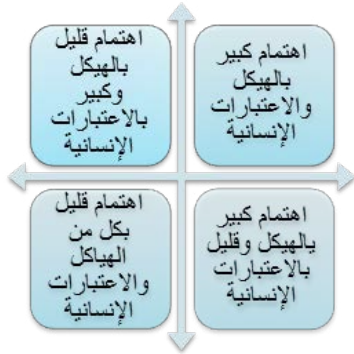 اهتمام كبير
بالهيكل
والاعتبارات
الإنسانية
اهتمام قليل
بالهيكل
وكبير
بالاعتبارات
الإنسانية
اهتمام كبير
يالهيكل وقليل
بالاعتبارات
الإنسانية
اهتمام قليل
بكل من
الهياكل
والاعتبارات
الإنسانية